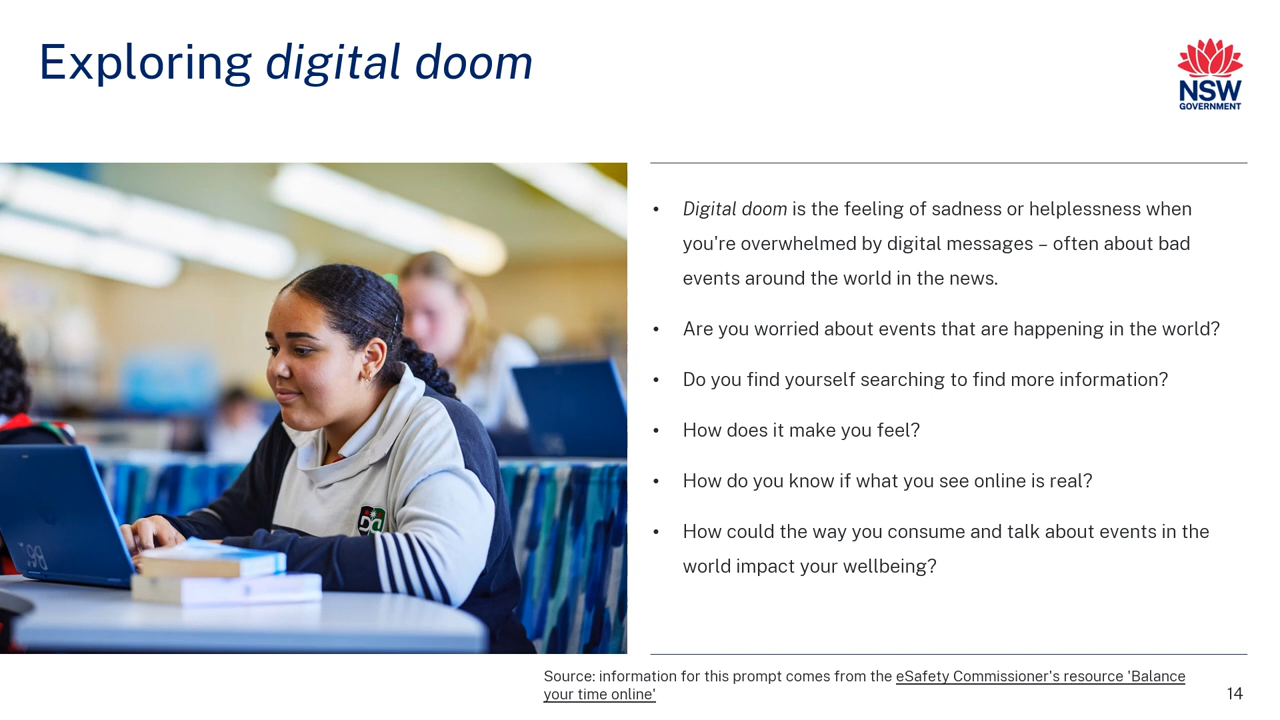 Exploring digital doom
NSW
GOVERNMENT
• Digital doom is the feeling of sadness or helplessness when
you're overwhelmed by digital messages – often about bad
events around the world in the news.
• Are you worried about events that are happening in the world?
• Do you find yourself searching to find more information?
• How does it make you feel?
• How do you know if what you see online is real?
• How could the way you consume and talk about events in the
world impact your wellbeing?
Source: information for this prompt comes from the eSafety Commissioner's resource 'Balance
your time online'
14